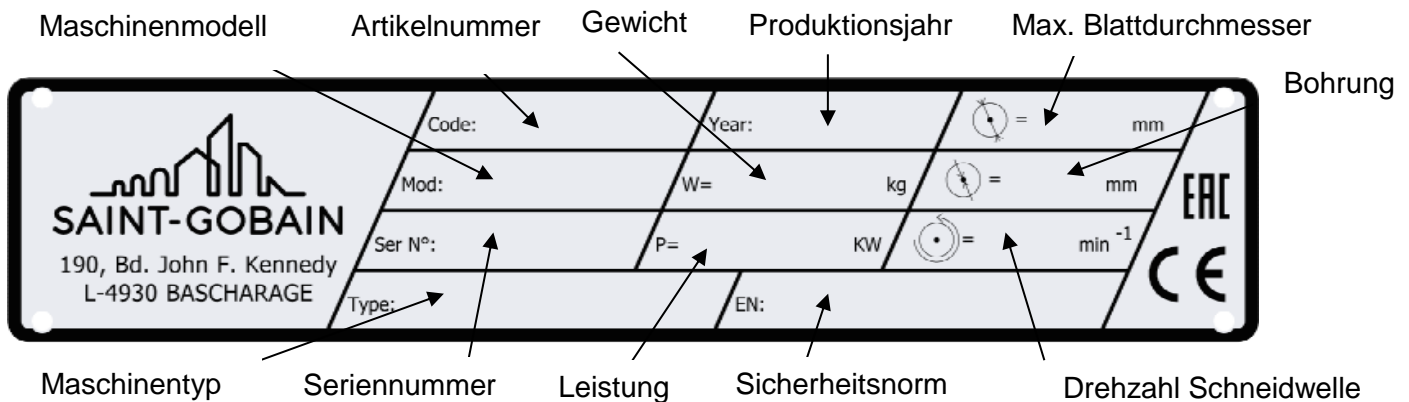 Maschinenmodell Artikelnummer Gewicht Produktionsjahr Max. Blattdurchmesser
Bohrung
Code: Year: = mm
Mod: W= kg = mm
Ser N°: P= KW = min -1
Type: EN:
SAINT-GOBAIN
190, Bd. John F. Kennedy
L-4930 BASCHARAGE
EAC
CE
Maschinentyp Seriennummer Leistung Sicherheitsnorm Drehzahl Schneidwelle